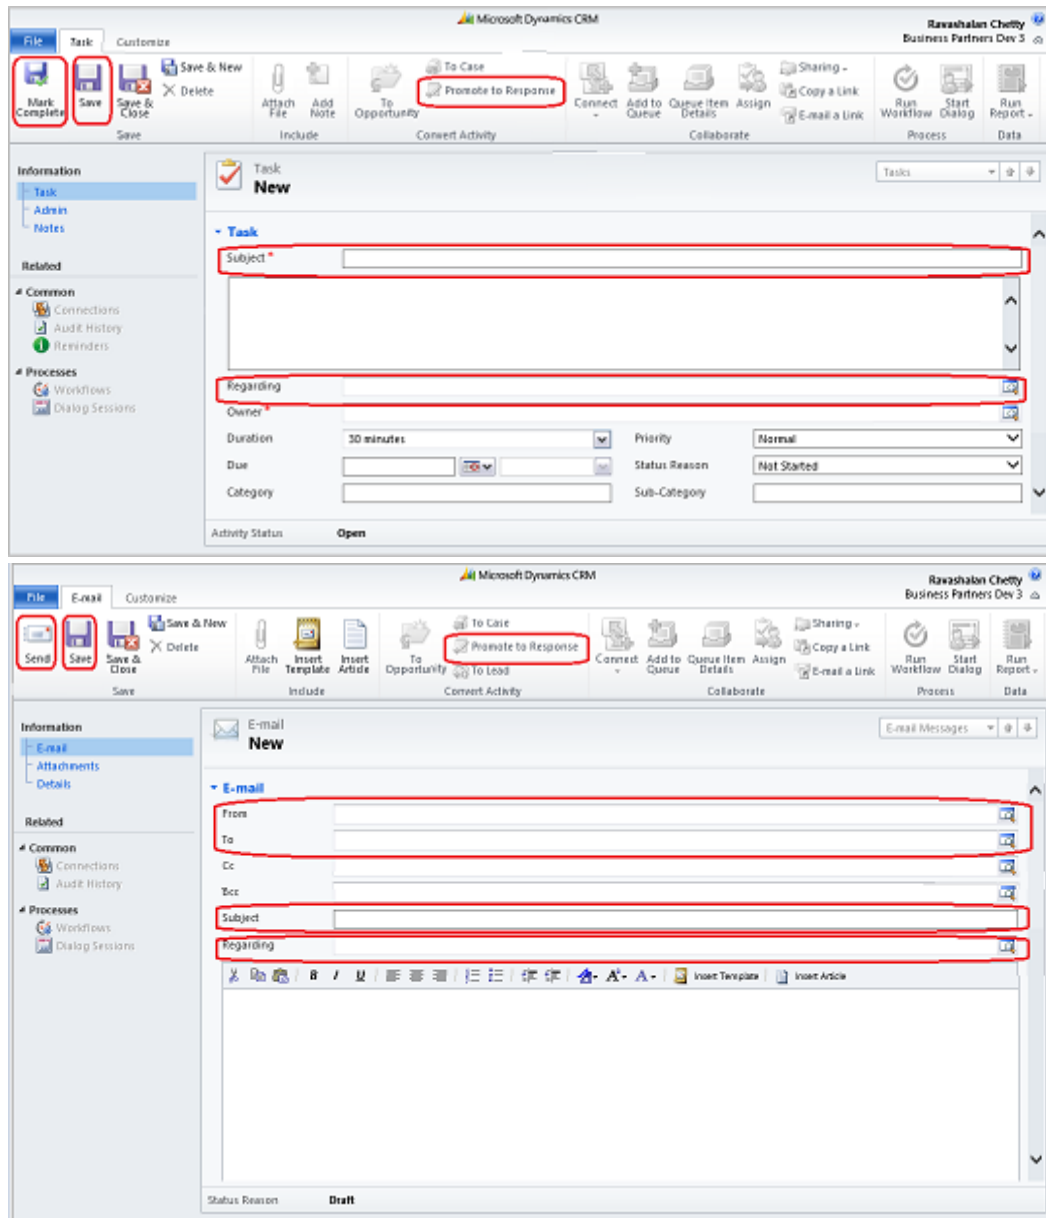 Microsoft Dynamics CRM
Ravashalan Chetty
Business Partners Dev 3
File Task Customize
Mark Complete
Save
Save & Close
Save & New
Delete
Save
Attach File
Add Note
Include
To Opportunity
To Case
Promote to Response
Convert Activity
Connect
Add to Queue
Queue Item Details
Assign
Sharing
Copy a Link
E-mail a Link
Collaborate
Run Workflow
Start Dialog
Process
Run Report
Data
Information
Task
Admin
Notes
Related
Common
Connections
Audit History
Reminders
Processes
Workflows
Dialog Sessions
Task
New
Tasks
Task
Subject *
Regarding
Owner *
Duration 30 minutes Priority Normal
Due Status Reason Not Started
Category Sub-Category
Activity Status Open
Microsoft Dynamics CRM
Ravashalan Chetty
Business Partners Dev 3
File E-mail Customize
Send
Save
Save & Close
Save & New
Delete
Save
Attach File
Insert Template
Insert Article
Include
To Opportunity
To Case
Promote to Response
To Lead
Convert Activity
Connect
Add to Queue
Queue Item Details
Assign
Sharing
Copy a Link
E-mail a Link
Collaborate
Run Workflow
Start Dialog
Process
Run Report
Data
Information
E-mail
Attachments
Details
Related
Common
Connections
Audit History
Processes
Workflows
Dialog Sessions
E-mail
New
E-mail Messages
E-mail
From
To
Cc
Bcc
Subject
Regarding
B I U A A Insert Template Insert Article
Status Reason Draft